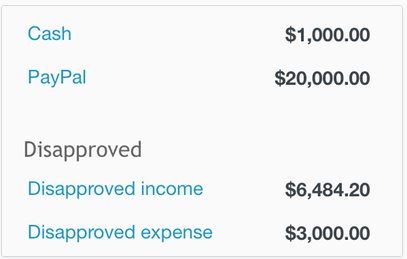 Cash $1,000.00
PayPal $20,000.00
Disapproved
Disapproved income $6,484.20
Disapproved expense $3,000.00